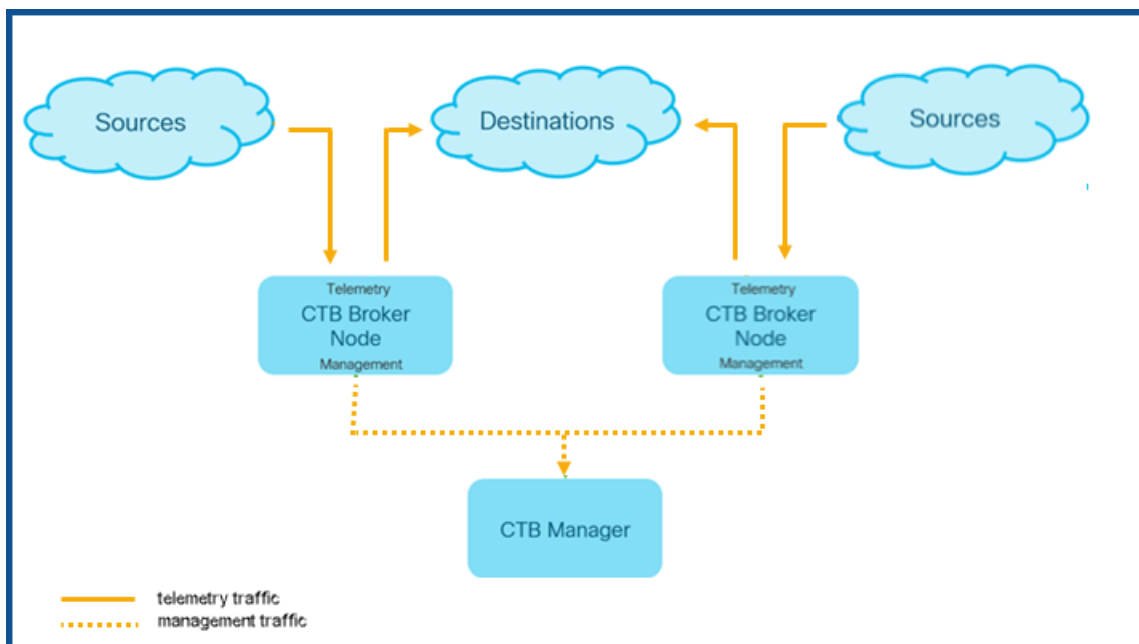 Sources
Destinations
Sources
Telemetry
CTB Broker
Node
Management
Telemetry
CTB Broker
Node
Management
CTB Manager
telemetry traffic
management traffic